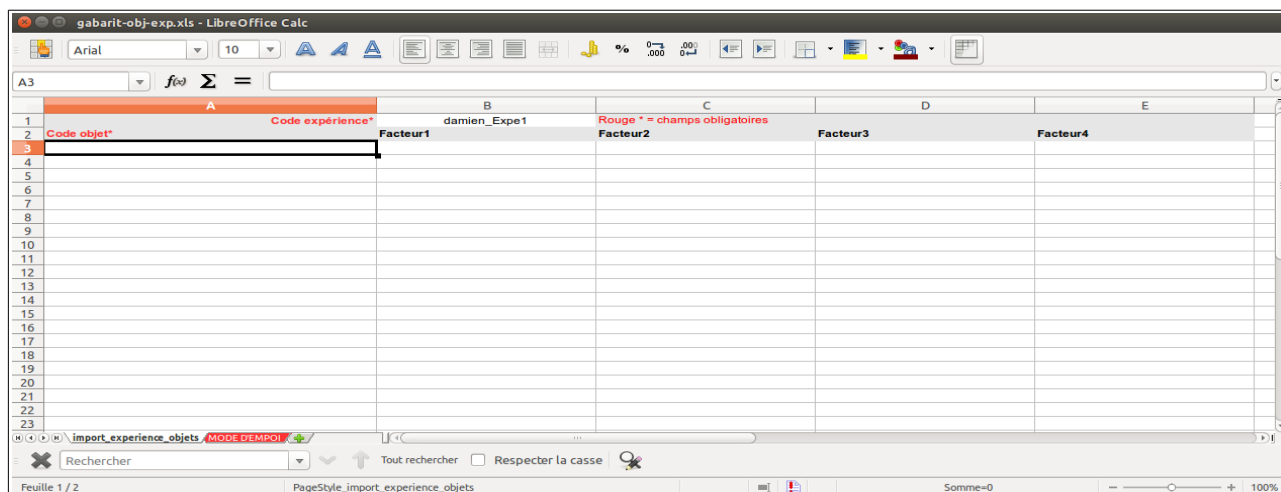 gabarit-obj-exp.xls - LibreOffice Calc
Arial 10
A3
A B C D E
1 Code expérience* damien_Expe1 Rouge * = champs obligatoires
2 Code objet* Facteur1 Facteur2 Facteur3 Facteur4
3
4
5
6
7
8
9
10
11
12
13
14
15
16
17
18
19
20
21
22
23
import_experience_objets MODE D'EMPOI
Rechercher Tout rechercher Respecter la casse
Feuille 1 / 2 PageStyle_import_experience_objets Somme=0 100%